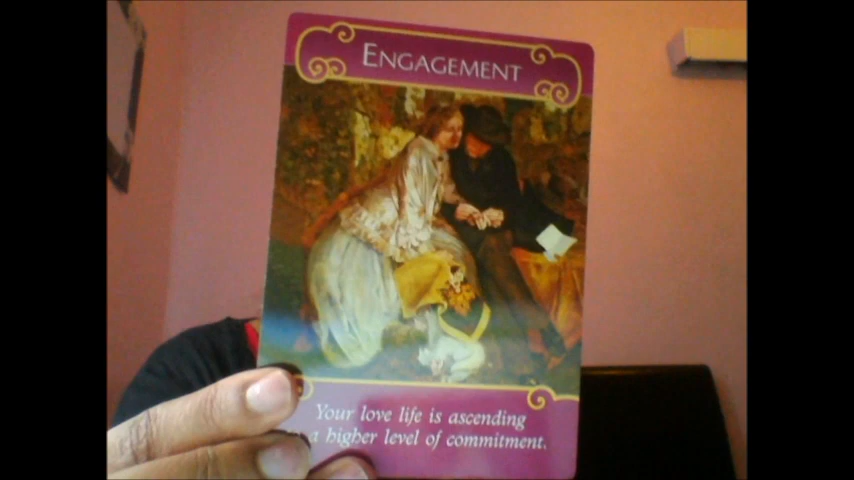 ENGAGEMENT
Your love life is ascending
a higher level of commitment.